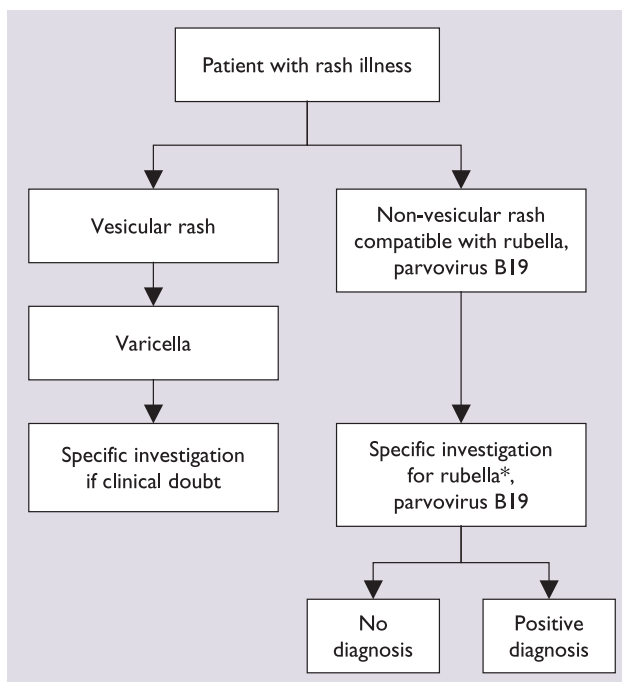 Patient with rash illness
Vesicular rash
Non-vesicular rash
compatible with rubella,
parvovirus B19
Varicella
Specific investigation
if clinical doubt
Specific investigation
for rubella*,
parvovirus B19
No
diagnosis
Positive
diagnosis